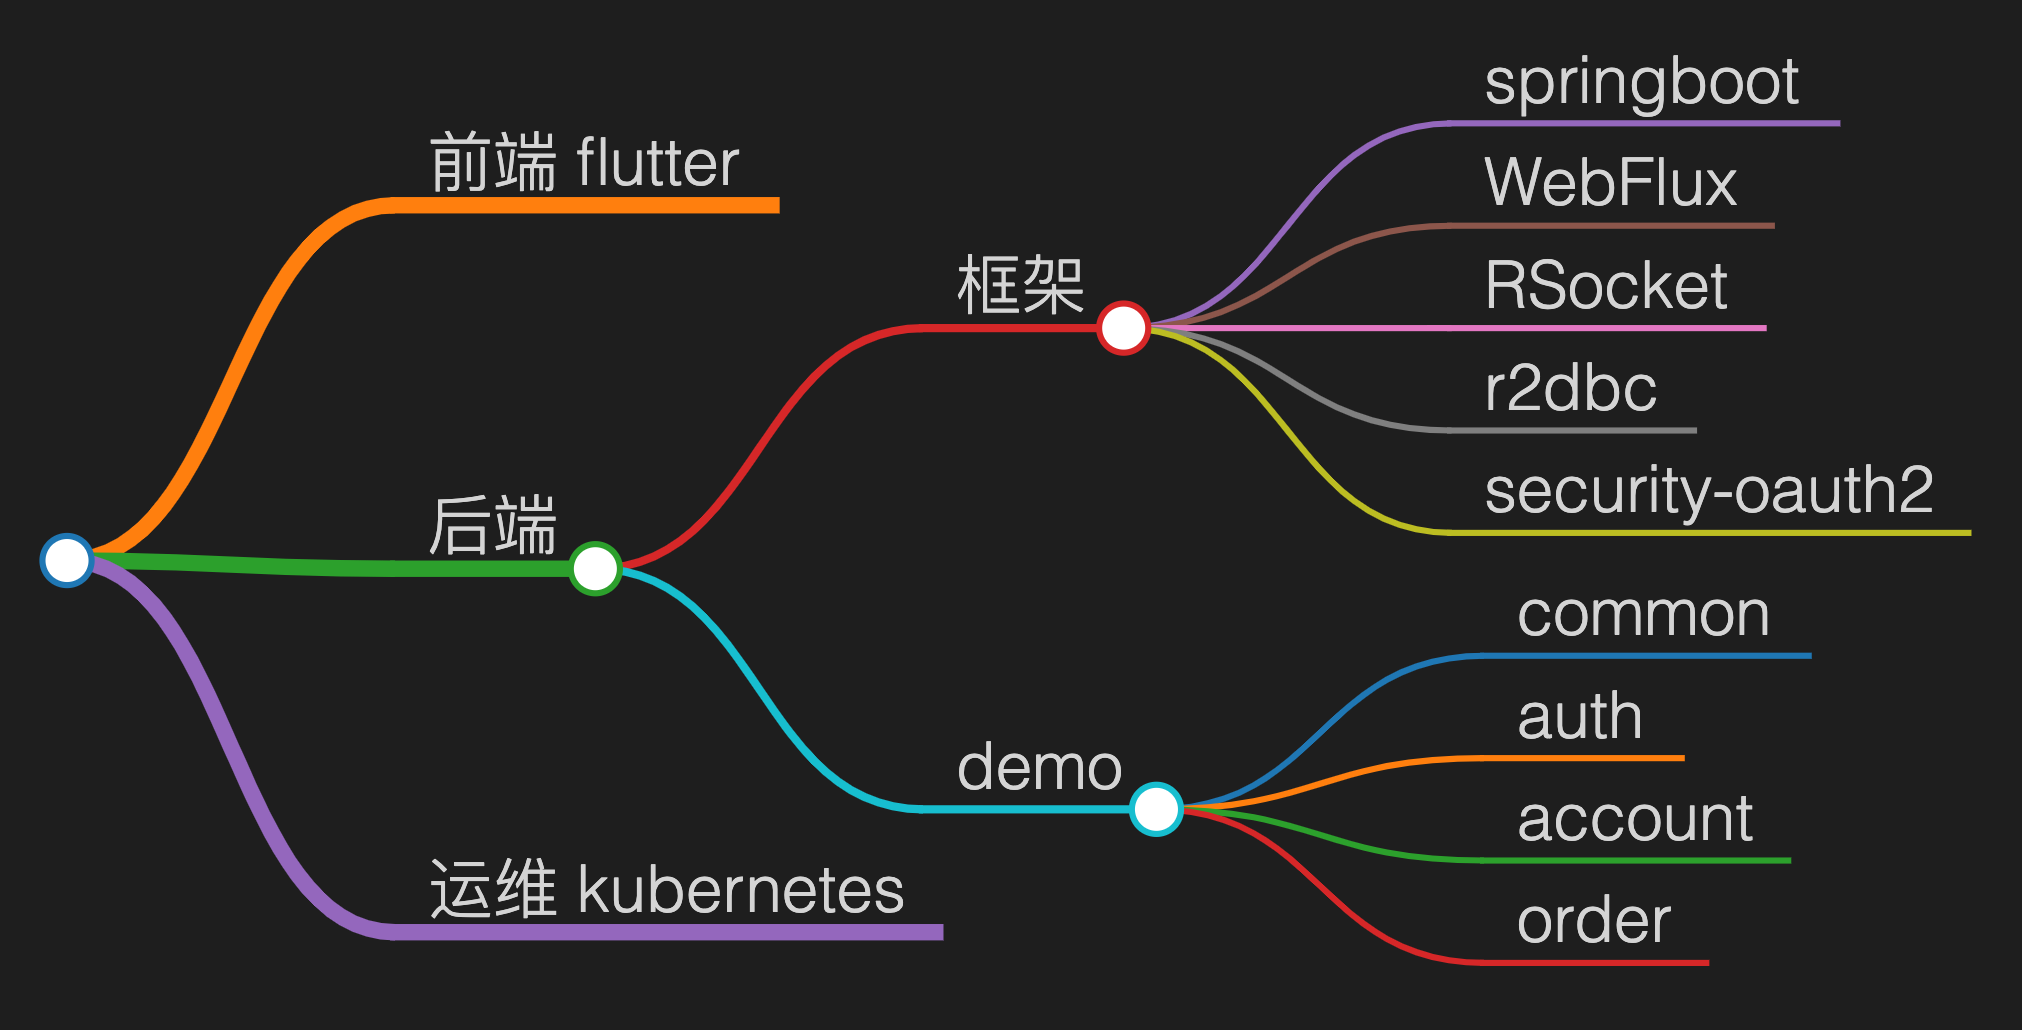 前端 flutter
后端
框架
springboot
WebFlux
RSocket
r2dbc
security-oauth2
demo
common
auth
account
order
运维 kubernetes